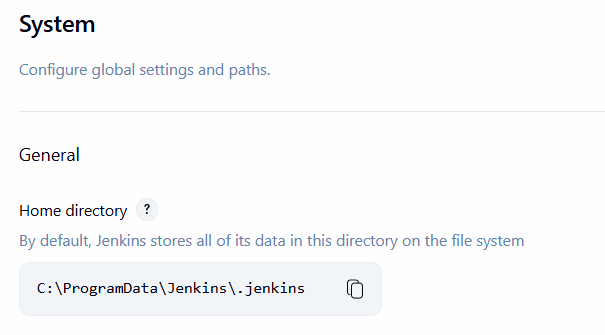 System
Configure global settings and paths.
General
Home directory ?
By default, Jenkins stores all of its data in this directory on the file system
C:\ProgramData\Jenkins\.jenkins